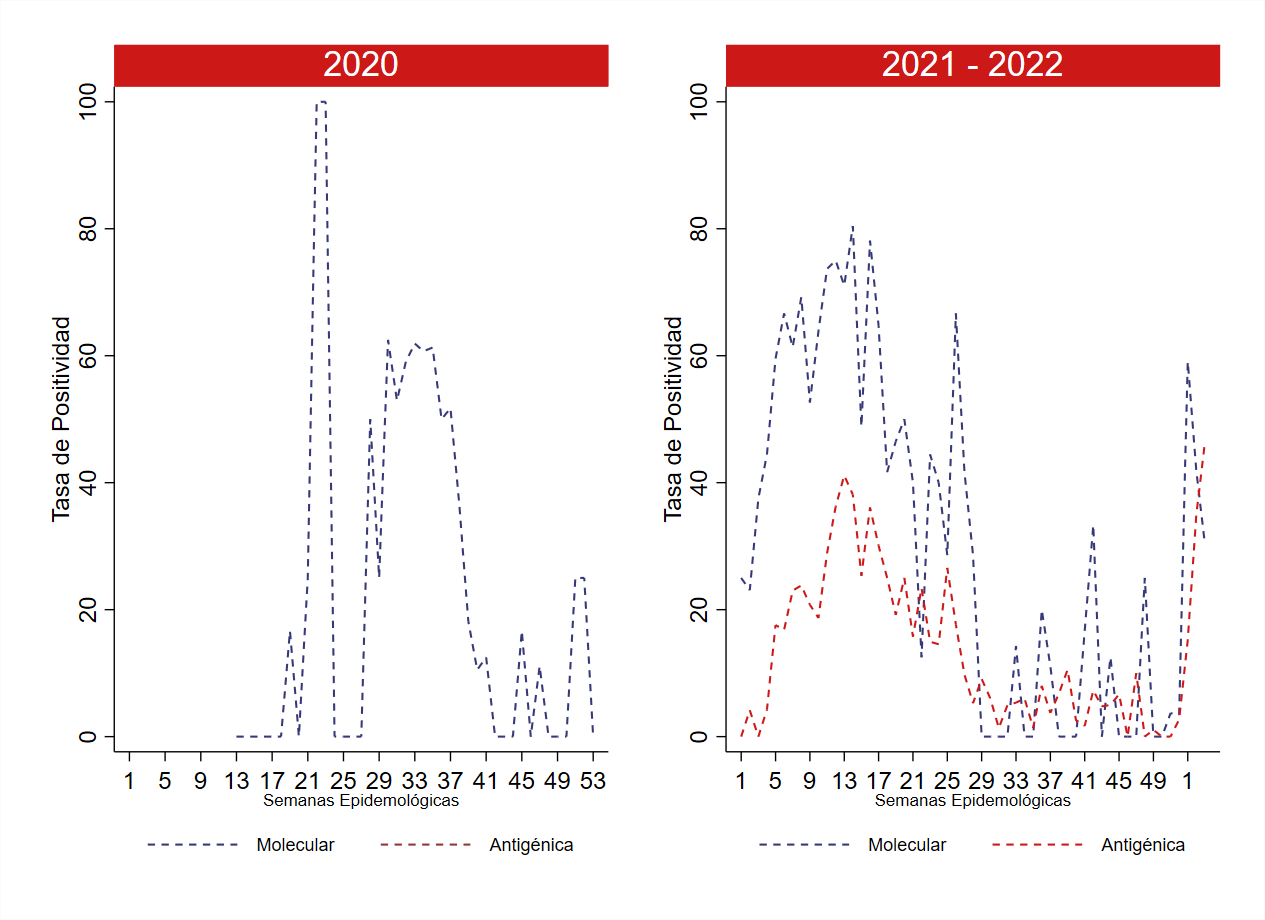 2020
100
80
60
40
20
0
Tasa de Positividad
1 5 9 13 17 21 25 29 33 37 41 45 49 53
Semanas Epidemológicas
Molecular Antigénica
2021 - 2022
100
80
60
40
20
0
Tasa de Positividad
1 5 9 13 17 21 25 29 33 37 41 45 49 1
Semanas Epidemológicas
Molecular Antigénica